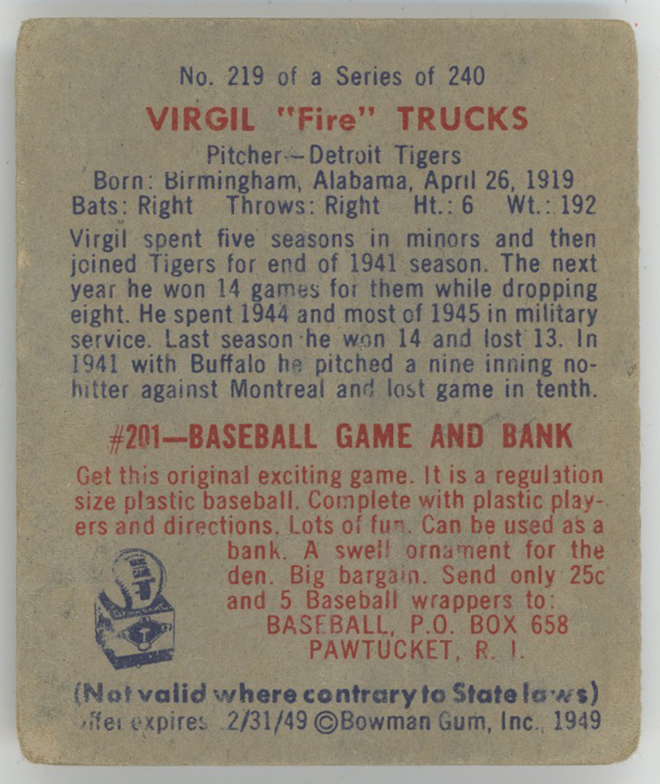 No. 219 of a Series of 240
VIRGIL "Fire" TRUCKS
Pitcher—Detroit Tigers
Born: Birmingham, Alabama, April 26, 1919
Bats: Right Throws: Right Ht.: 6 Wt.: 192
Virgil spent five seasons in minors and then
joined Tigers for end of 1941 season. The next
year he won 14 games for them while dropping
eight. He spent 1944 and most of 1945 in military
service. Last season he won 14 and lost 13. In
1941 with Buffalo he pitched a nine inning no-
hitter against Montreal and lost game in tenth.
#201—BASEBALL GAME AND BANK
Get this original exciting game. It is a regulation
size plastic baseball. Complete with plastic play-
ers and directions. Lots of fun. Can be used as a
bank. A swell ornament for the
den. Big bargain. Send only 25c
and 5 Baseball wrappers to:
BASEBALL, P.O. BOX 658
PAWTUCKET, R. I.
(Not valid where contrary to State laws)
Offer expires 12/31/49 ©Bowman Gum, Inc., 1949